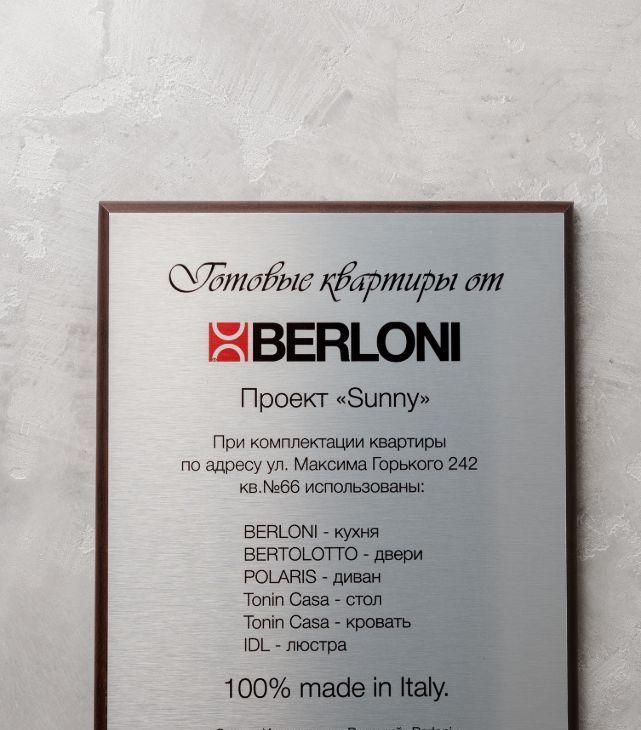 Готовые квартиры от
BERLONI
Проект «Sunny»
При комплектации квартиры
по адресу ул. Максима Горького 242
кв.№66 использованы:
BERLONI - кухня
BERTOLOTTO - двери
POLARIS - диван
Tonin Casa - стол
Tonin Casa - кровать
IDL - люстра
100% made in Italy.